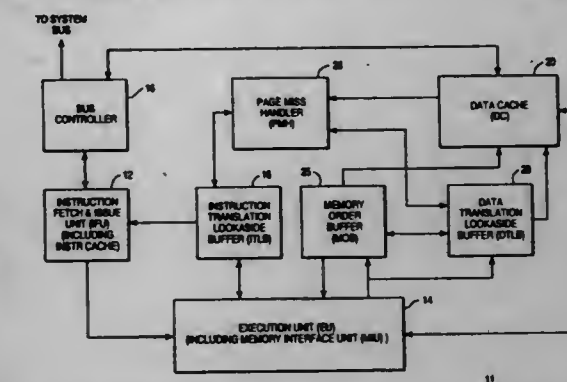 TO SYSTEM
BUS
BUS
CONTROLLER
16
PAGE MISS
HANDLER
(PMH)
DATA CACHE
(DC)
20
INSTRUCTION
FETCH & ISSUE
UNIT (IFU)
(INCLUDING
INSTR CACHE)
12
INSTRUCTION
TRANSLATION
LOOKASIDE
BUFFER (ITLB)
MEMORY
ORDER
BUFFER
(MOB)
DATA
TRANSLATION
LOOKASIDE
BUFFER (DTLB)
EXECUTION UNIT (EU)
(INCLUDING MEMORY INTERFACE UNIT (MIU) )
14
11